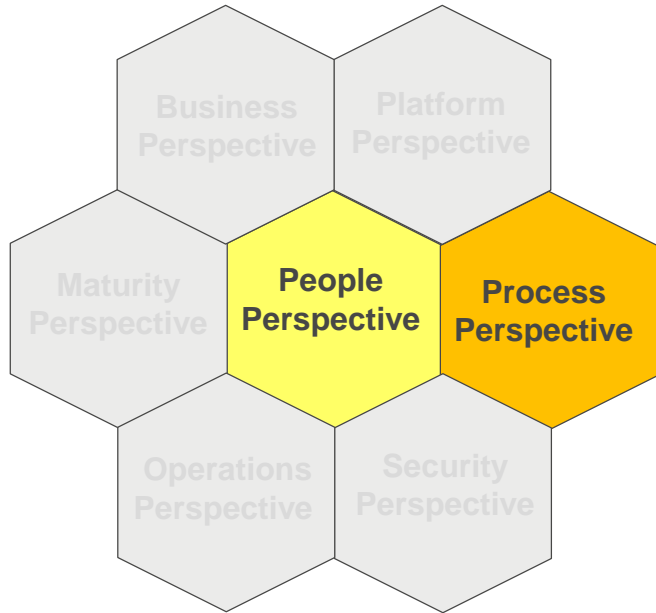 Business
Perspective
Platform
Perspective
Maturity
Perspective
People
Perspective
Process
Perspective
Operations
Perspective
Security
Perspective